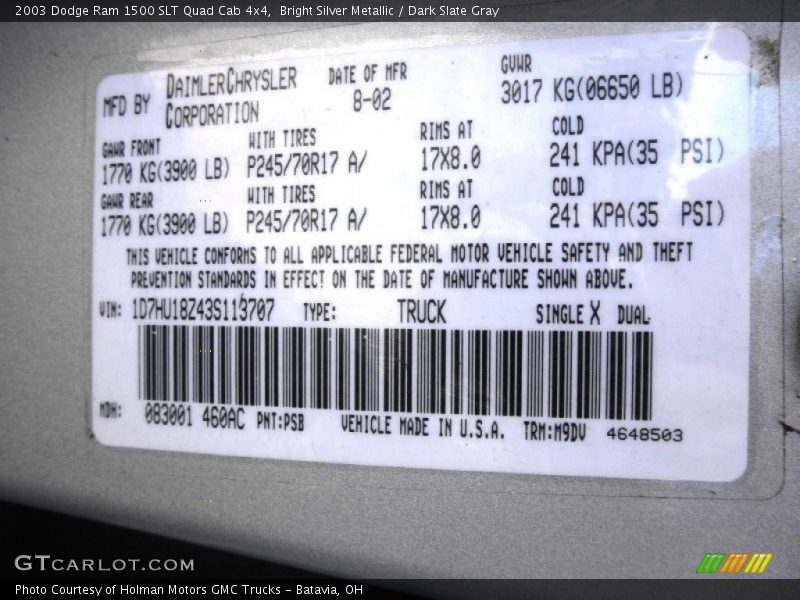 2003 Dodge Ram 1500 SLT Quad Cab 4x4,  Bright Silver Metallic / Dark Slate Gray
MFD BY DAIMLERCHRYSLER CORPORATION DATE OF MFR 8-02 GVWR 3017 KG(06650 LB)
GAWR FRONT WITH TIRES RIMS AT COLD
1770 KG(3900 LB) P245/70R17 A/ 17X8.0 241 KPA(35 PSI)
GAWR REAR WITH TIRES RIMS AT COLD
1770 KG(3900 LB) P245/70R17 A/ 17X8.0 241 KPA(35 PSI)
THIS VEHICLE CONFORMS TO ALL APPLICABLE FEDERAL MOTOR VEHICLE SAFETY AND THEFT
PREVENTION STANDARDS IN EFFECT ON THE DATE OF MANUFACTURE SHOWN ABOVE.
VIN: 1D7HU18Z43S113707 TYPE: TRUCK SINGLE X DUAL
MDH: 083001 460AC PNT:PSB VEHICLE MADE IN U.S.A. TRM:M9DV 4648503
GTCARLOT.COM
Photo Courtesy of Holman Motors GMC Trucks - Batavia, OH